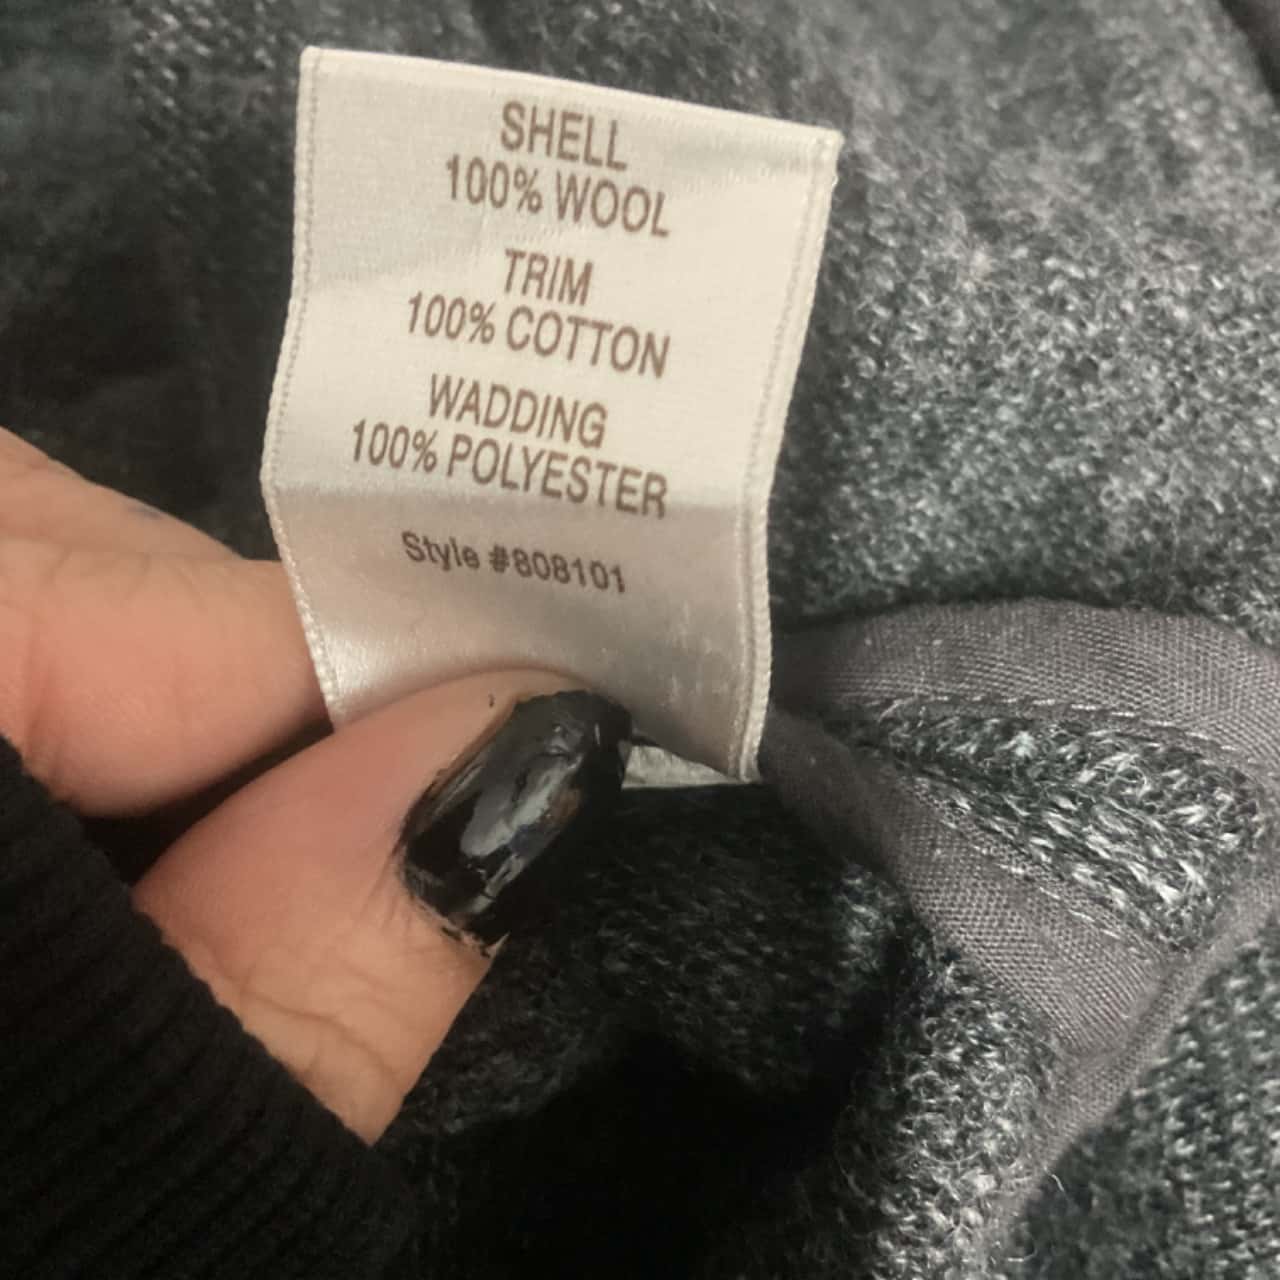 SHELL
100% WOOL
TRIM
100% COTTON
WADDING
100% POLYESTER
Style #808101